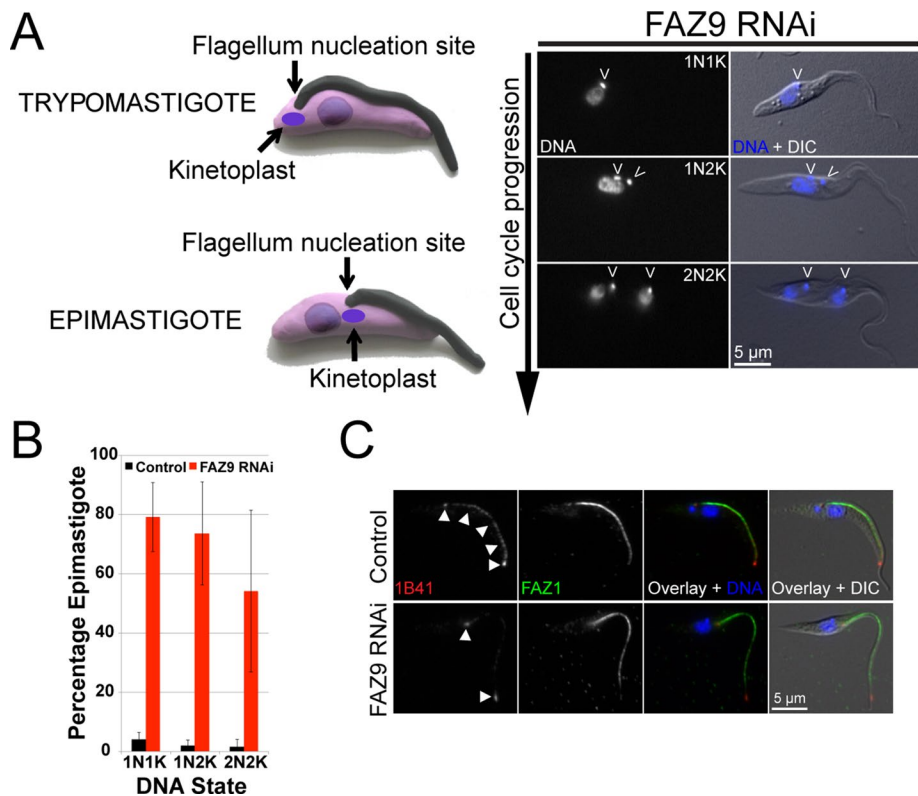 A
Flagellum nucleation site
TRYPOMASTIGOTE
Kinetoplast
Flagellum nucleation site
EPIMASTIGOTE
Kinetoplast
FAZ9 RNAi
Cell cycle progression
1N1K
DNA
DNA + DIC
1N2K
2N2K
5 µm
B
Percentage Epimastigote
100
80
60
40
20
0
Control
FAZ9 RNAi
1N1K 1N2K 2N2K
DNA State
C
Control
1B41
FAZ1
Overlay + DNA
Overlay + DIC
FAZ9 RNAi
5 µm